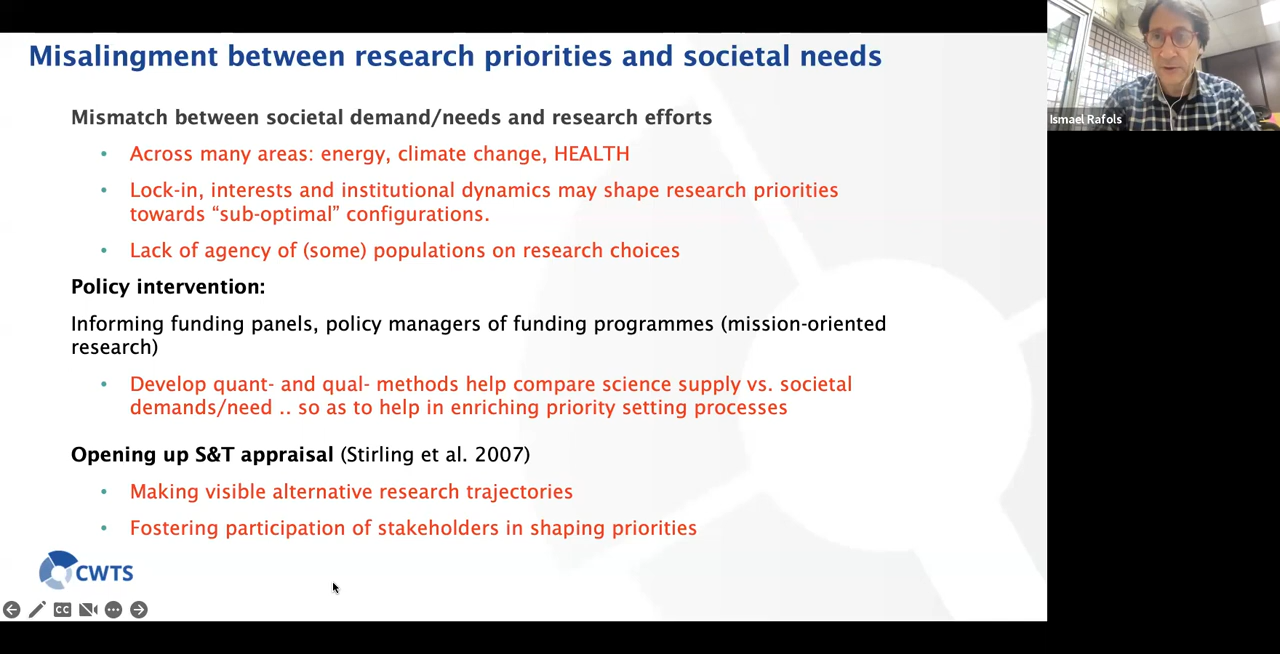 Misalingment between research priorities and societal needs
Mismatch between societal demand/needs and research efforts
• Across many areas: energy, climate change, HEALTH
• Lock-in, interests and institutional dynamics may shape research priorities
towards “sub-optimal” configurations.
• Lack of agency of (some) populations on research choices
Policy intervention:
Informing funding panels, policy managers of funding programmes (mission-oriented
research)
• Develop quant- and qual- methods help compare science supply vs. societal
demands/need .. so as to help in enriching priority setting processes
Opening up S&T appraisal (Stirling et al. 2007)
• Making visible alternative research trajectories
• Fostering participation of stakeholders in shaping priorities
CWTS
CC
Ismael Rafols